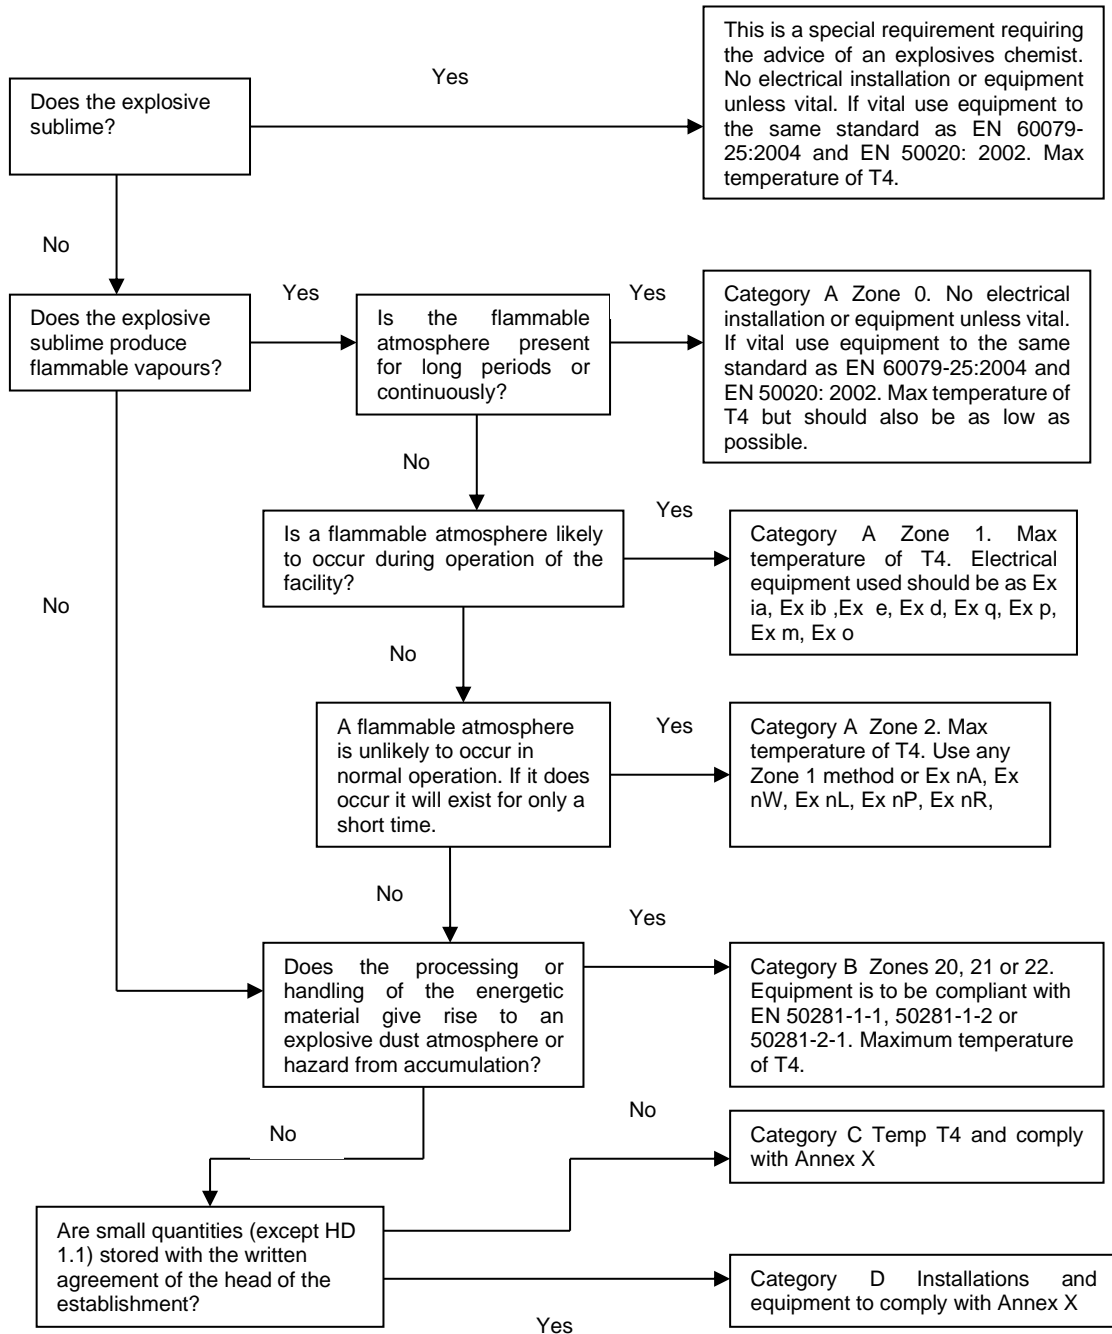 This is a special requirement requiring
the advice of an explosives chemist.
No electrical installation or equipment
unless vital. If vital use equipment to
the same standard as EN 60079-
25:2004 and EN 50020: 2002. Max
temperature of T4.
Yes
Does the explosive
sublime?
No
Yes
Yes
Does the explosive
sublime produce
flammable vapours?
Is the flammable
atmosphere present
for long periods or
continuously?
Category A Zone 0. No electrical
installation or equipment unless vital.
If vital use equipment to the same
standard as EN 60079-25:2004 and
EN 50020: 2002. Max temperature of
T4 but should also be as low as
possible.
No
Yes
Is a flammable atmosphere likely
to occur during operation of the
facility?
Category A Zone 1. Max
temperature of T4. Electrical
equipment used should be as Ex
ia, Ex ib ,Ex e, Ex d, Ex q, Ex p,
Ex m, Ex o
No
No
A flammable atmosphere
is unlikely to occur in
normal operation. If it does
occur it will exist for only a
short time.
Yes
Category A Zone 2. Max
temperature of T4. Use any
Zone 1 method or Ex nA, Ex
nW, Ex nL, Ex nP, Ex nR,
No
Yes
Does the processing or
handling of the energetic
material give rise to an
explosive dust atmosphere or
hazard from accumulation?
Category B Zones 20, 21 or 22.
Equipment is to be compliant with
EN 50281-1-1, 50281-1-2 or
50281-2-1. Maximum temperature
of T4.
No
No
Category C Temp T4 and comply
with Annex X
Are small quantities (except HD
1.1) stored with the written
agreement of the head of the
establishment?
Category D Installations and
equipment to comply with Annex X
Yes